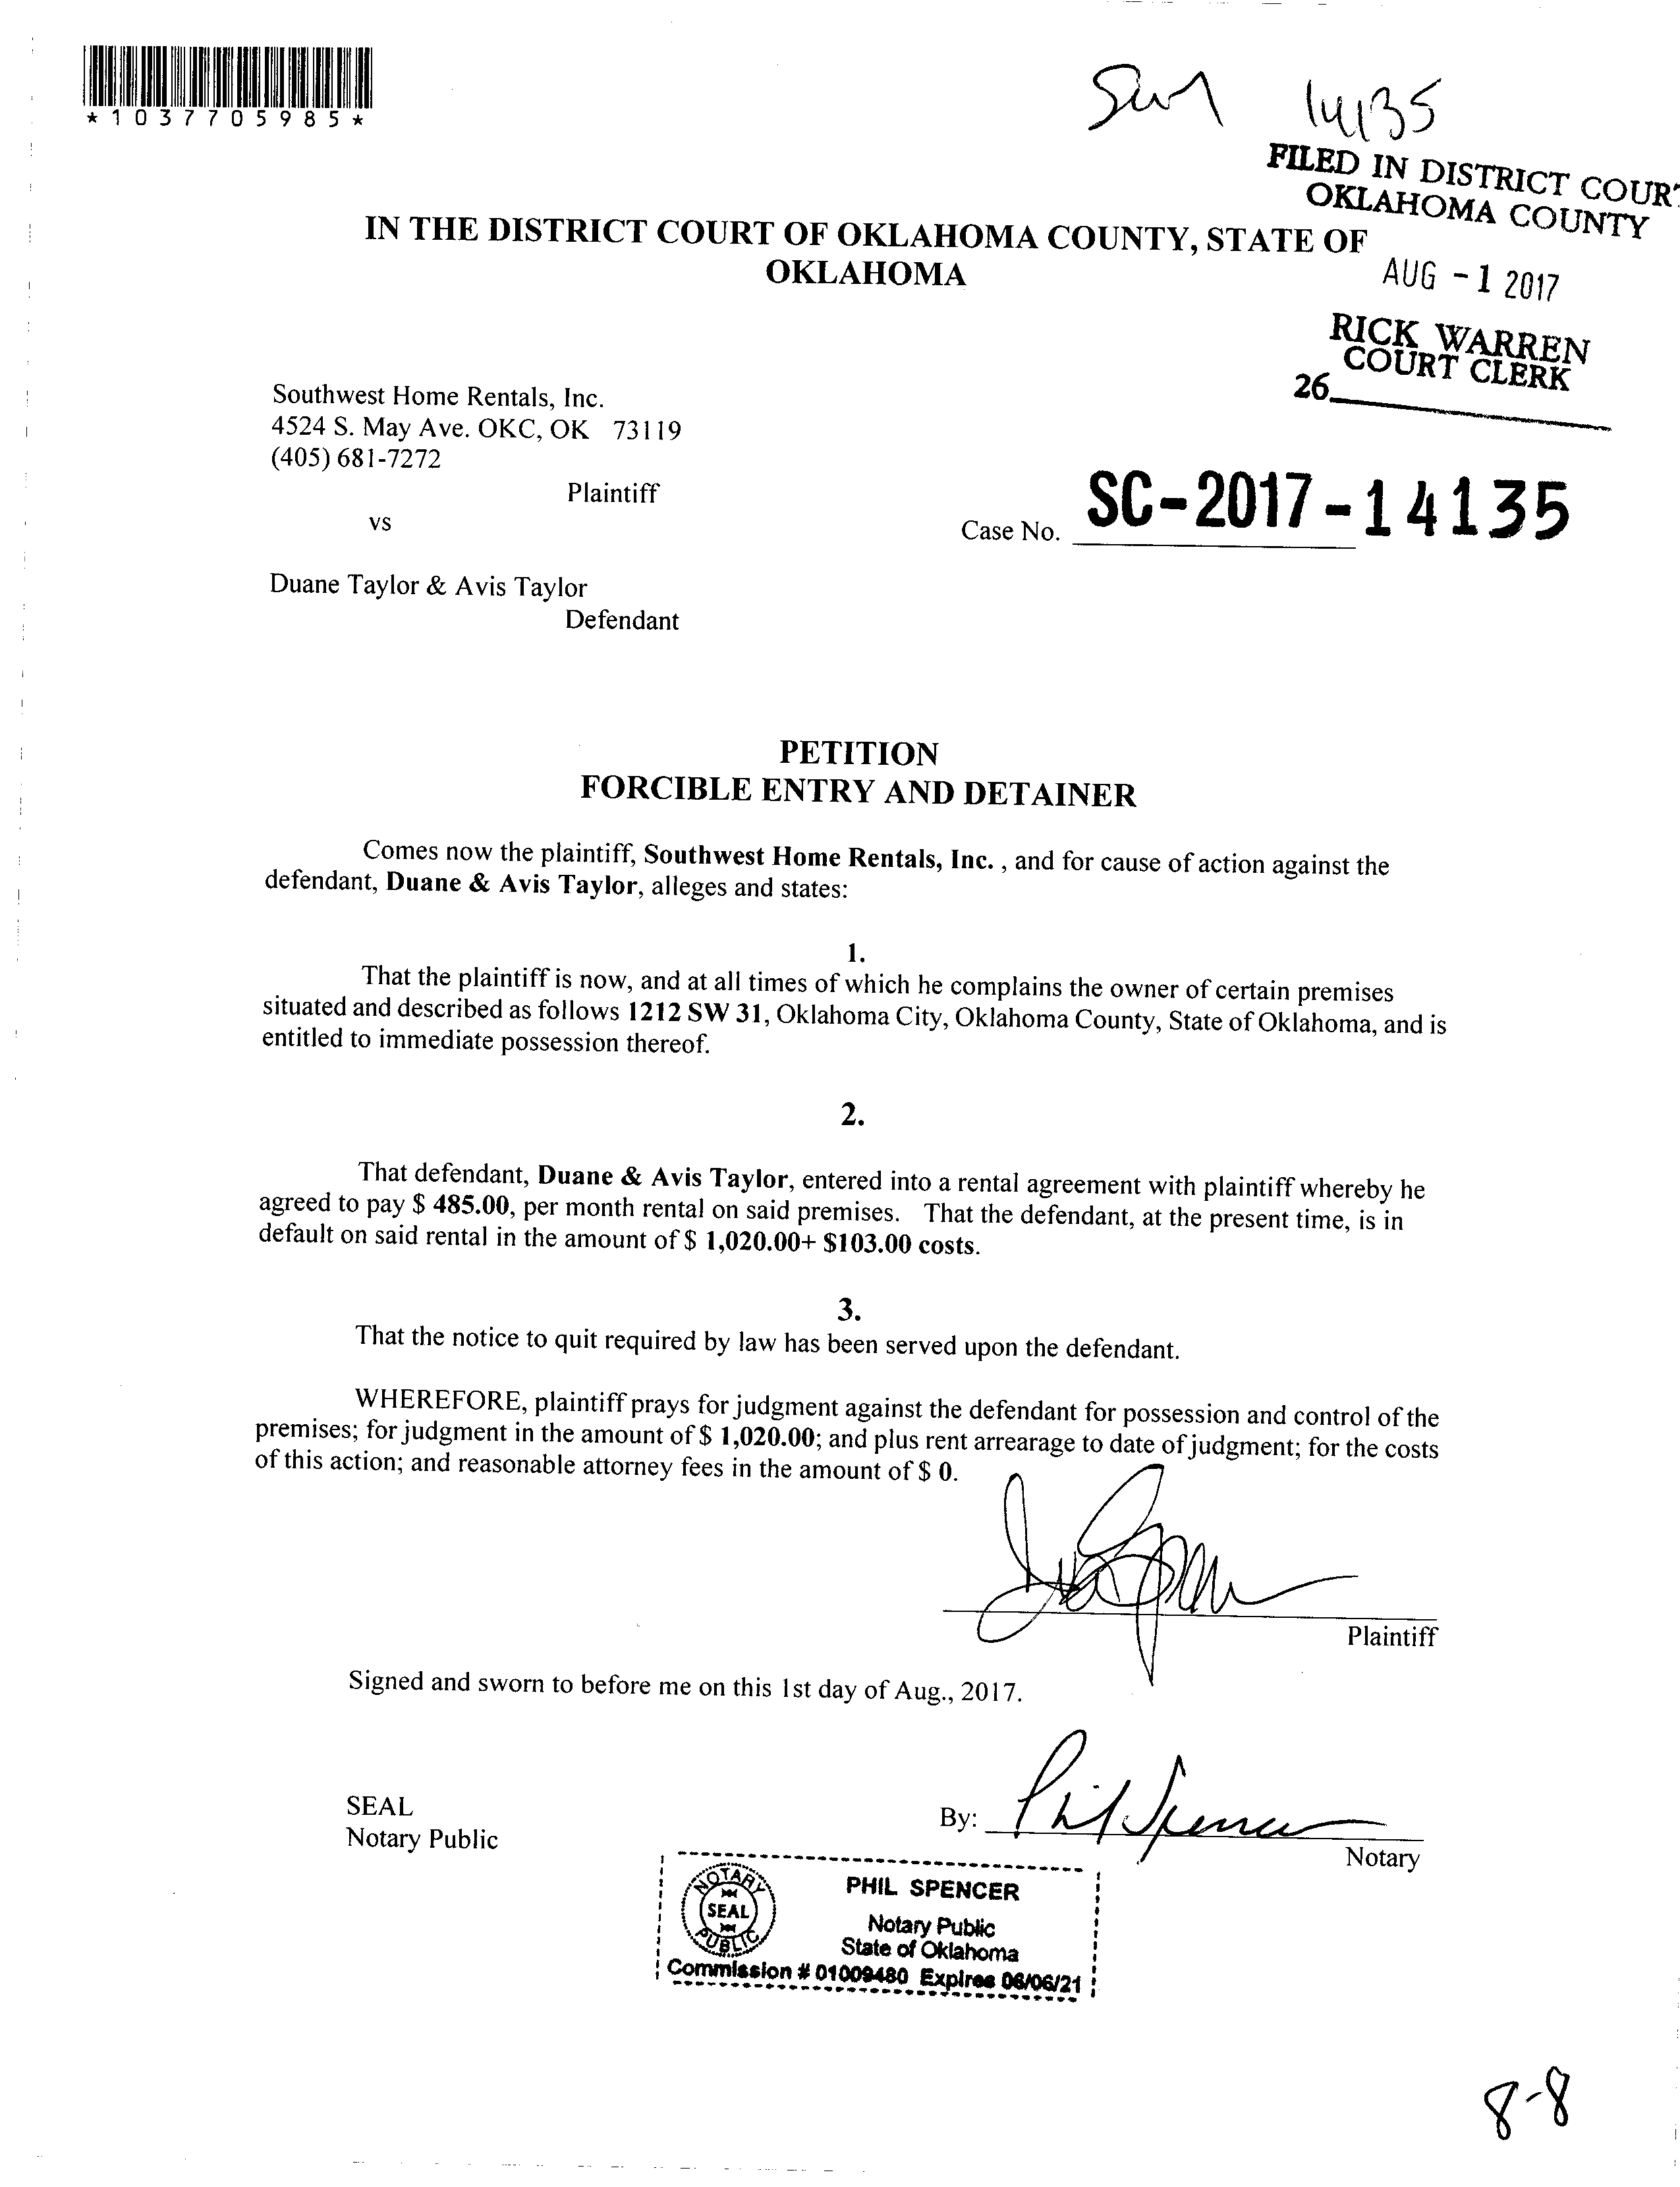 *1037705985*
14135
FILED IN DISTRICT COURT
OKLAHOMA COUNTY
IN THE DISTRICT COURT OF OKLAHOMA COUNTY, STATE OF
OKLAHOMA
AUG -1 2017
RICK WARREN
COURT CLERK
26
Southwest Home Rentals, Inc.
4524 S. May Ave. OKC, OK 73119
(405) 681-7272
Plaintiff
vs
Case No. SC-2017-14135
Duane Taylor & Avis Taylor
Defendant
PETITION
FORCIBLE ENTRY AND DETAINER
Comes now the plaintiff, Southwest Home Rentals, Inc. , and for cause of action against the
defendant, Duane & Avis Taylor, alleges and states:
1.
That the plaintiff is now, and at all times of which he complains the owner of certain premises
situated and described as follows 1212 SW 31, Oklahoma City, Oklahoma County, State of Oklahoma, and is
entitled to immediate possession thereof.
2.
That defendant, Duane & Avis Taylor, entered into a rental agreement with plaintiff whereby he
agreed to pay $ 485.00, per month rental on said premises. That the defendant, at the present time, is in
default on said rental in the amount of $ 1,020.00+ $103.00 costs.
3.
That the notice to quit required by law has been served upon the defendant.
WHEREFORE, plaintiff prays for judgment against the defendant for possession and control of the
premises; for judgment in the amount of $ 1,020.00; and plus rent arrearage to date of judgment; for the costs
of this action; and reasonable attorney fees in the amount of $ 0.
Plaintiff
Signed and sworn to before me on this 1st day of Aug., 2017.
SEAL
Notary Public
By: Phil Spencer
Notary
NOTARY
SEAL
PUBLIC
PHIL SPENCER
Notary Public
State of Oklahoma
Commission # 01009480 Expires 06/06/21
8-8